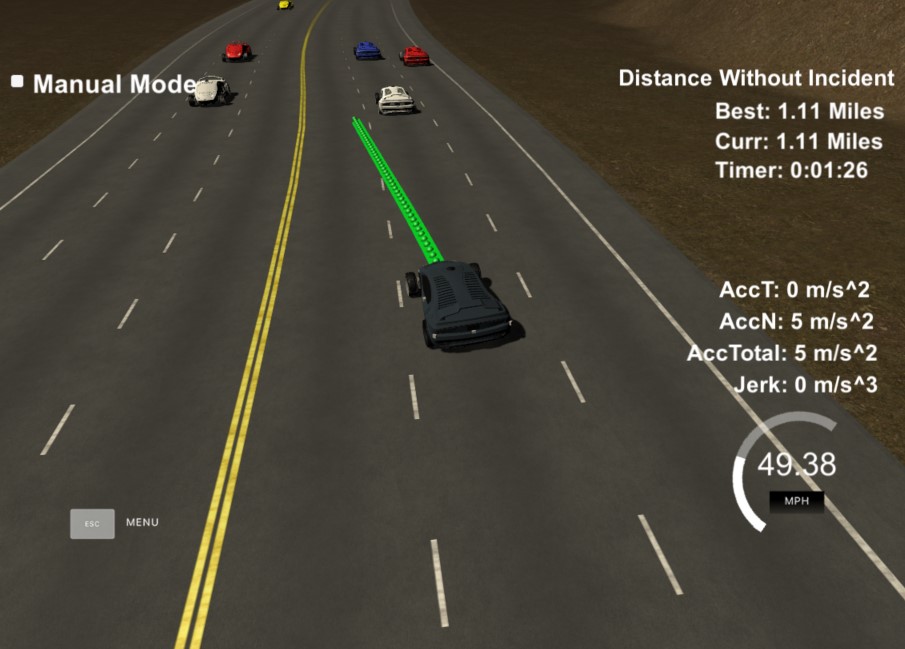 Manual Mode
Distance Without Incident
Best: 1.11 Miles
Curr: 1.11 Miles
Timer: 0:01:26
AccT: 0 m/s^2
AccN: 5 m/s^2
AccTotal: 5 m/s^2
Jerk: 0 m/s^3
49.38
MPH
ESC MENU